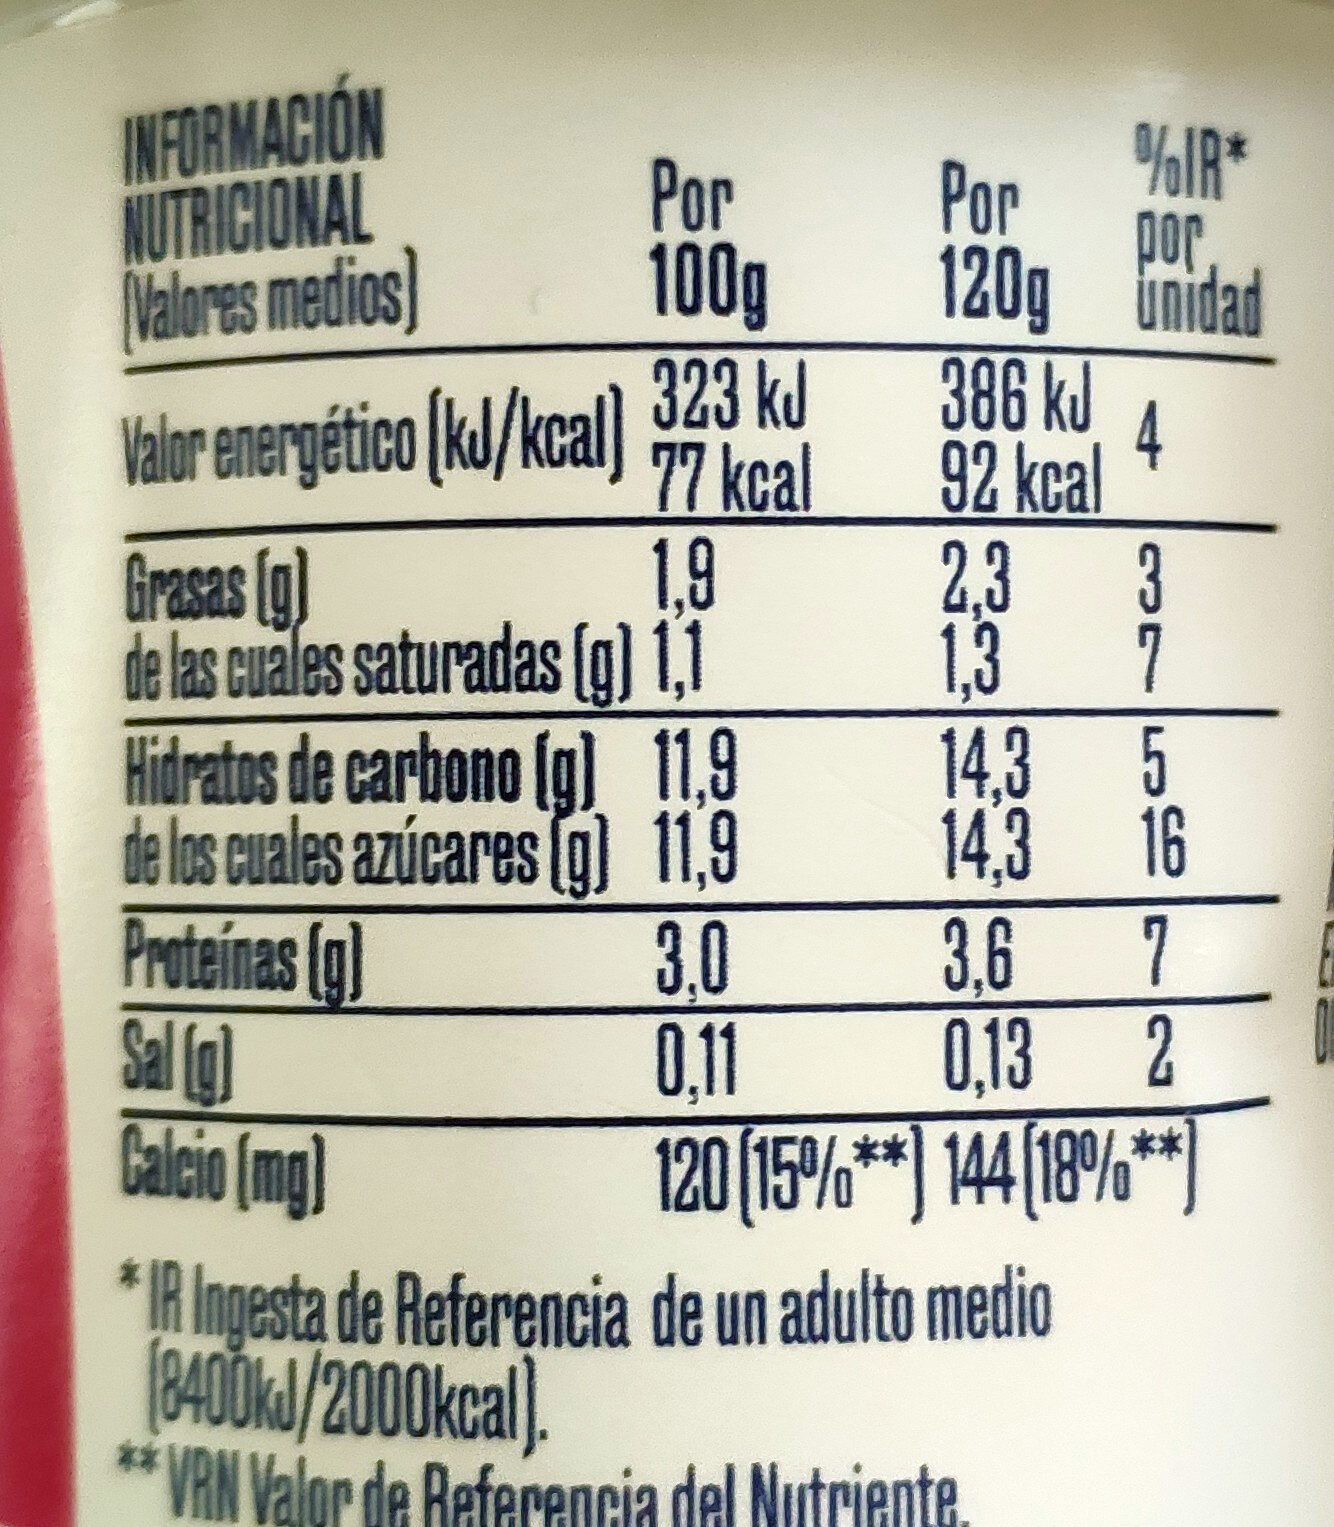 INFORMACIÓN
NUTRICIONAL
(Valores medios)
Por
100g
Por
120g
%IR*
por
unidad
Valor energético (kJ/kcal) 323 kJ 386 kJ 4
77 kcal 92 kcal
Grasas (g) 1,9 2,3 3
de las cuales saturadas (g) 1,1 1,3 7
Hidratos de carbono (g) 11,9 14,3 5
de los cuales azúcares (g) 11,9 14,3 16
Proteínas (g) 3,0 3,6 7
Sal (g) 0,11 0,13 2
Calcio (mg) 120 (15%**) 144 (18%**)
* IR Ingesta de Referencia de un adulto medio
(8400kJ/2000kcal).
** VRN Valor de Referencia del Nutriente.